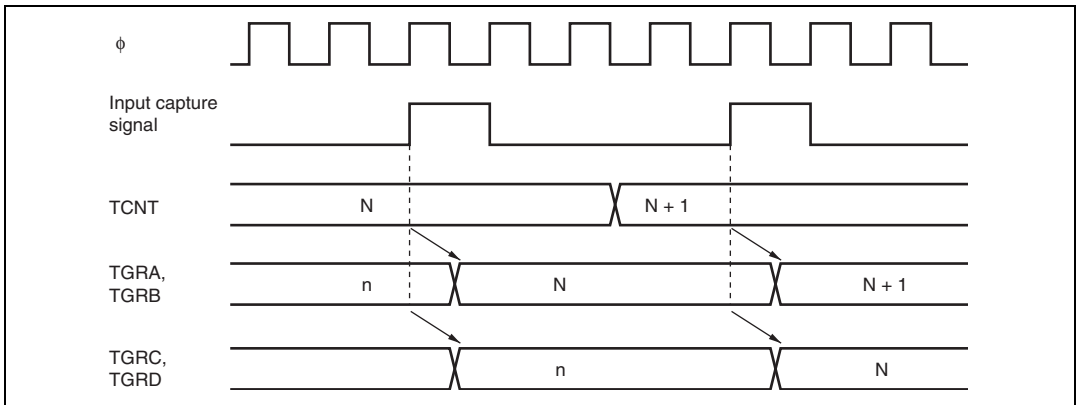 ϕ
Input capture
signal
TCNT
N
N + 1
TGRA,
TGRB
n
N
N + 1
TGRC,
TGRD
n
N